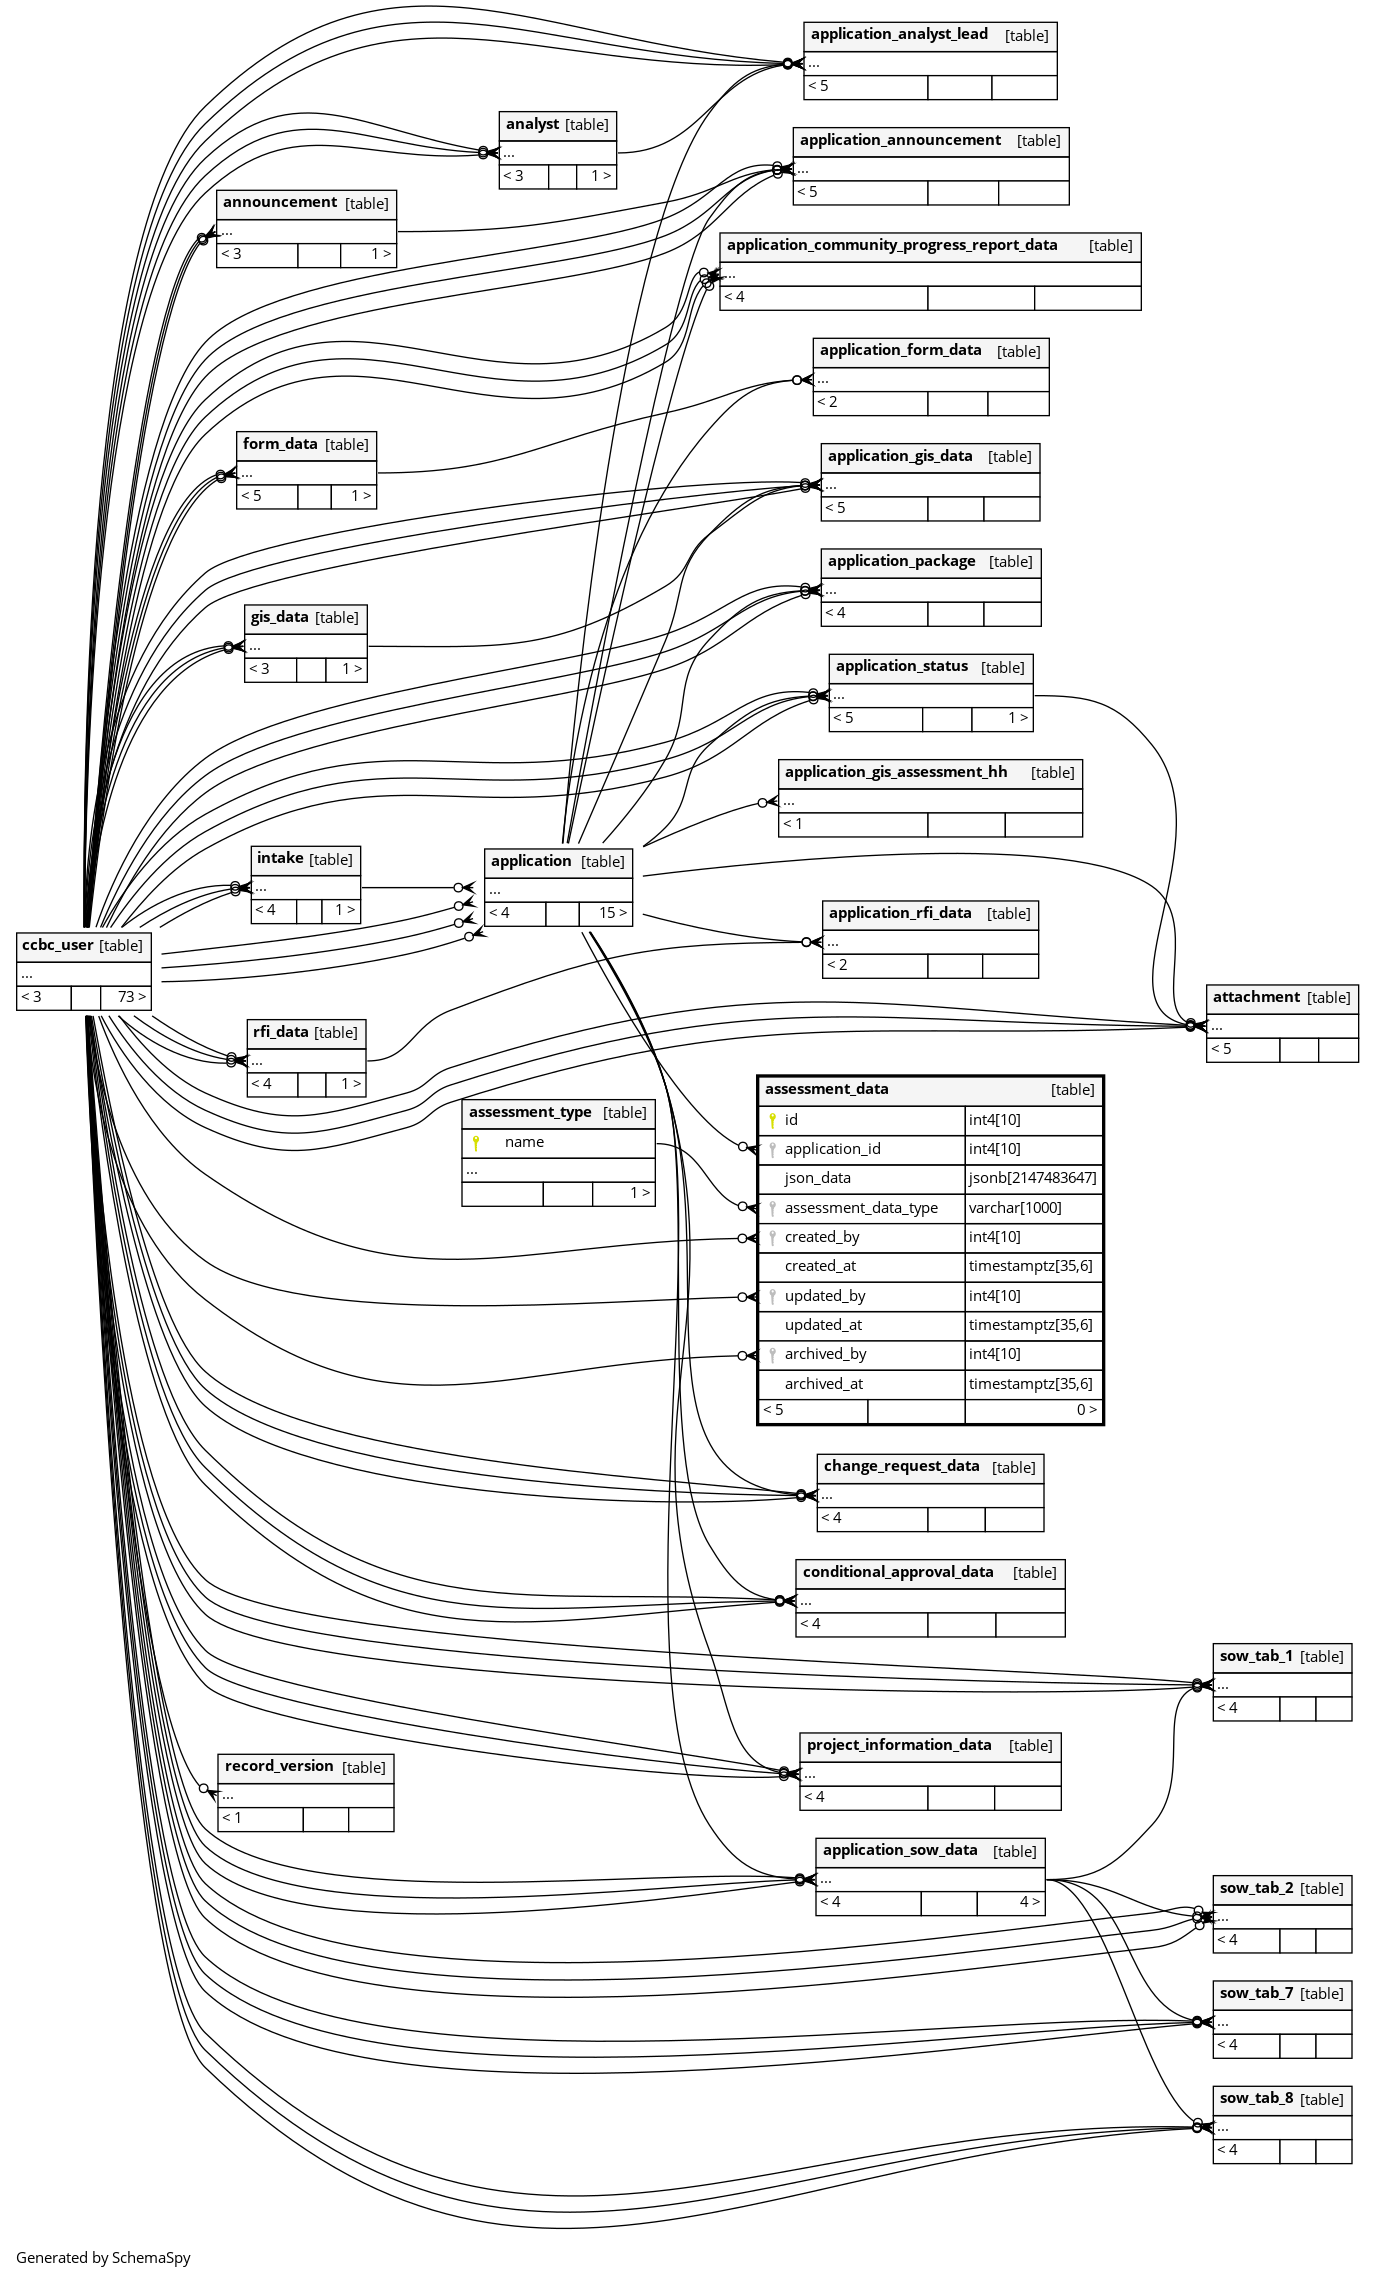 application_analyst_lead [table]
...
< 5
analyst [table]
...
< 3 1 >
application_announcement [table]
...
< 5
announcement [table]
...
< 3 1 >
application_community_progress_report_data [table]
...
< 4
application_form_data [table]
...
< 2
form_data [table]
...
< 5 1 >
application_gis_data [table]
...
< 5
application_package [table]
...
< 4
gis_data [table]
...
< 3 1 >
application_status [table]
...
< 5 1 >
application_gis_assessment_hh [table]
...
< 1
intake [table]
...
< 4 1 >
application [table]
...
< 4 15 >
application_rfi_data [table]
...
< 2
ccbc_user [table]
...
< 3 73 >
attachment [table]
...
< 5
rfi_data [table]
...
< 4 1 >
assessment_type [table]
name
...
1 >
assessment_data [table]
id int4[10]
application_id int4[10]
json_data jsonb[2147483647]
assessment_data_type varchar[1000]
created_by int4[10]
created_at timestamptz[35,6]
updated_by int4[10]
updated_at timestamptz[35,6]
archived_by int4[10]
archived_at timestamptz[35,6]
< 5 0 >
change_request_data [table]
...
< 4
conditional_approval_data [table]
...
< 4
sow_tab_1 [table]
...
< 4
project_information_data [table]
...
< 4
record_version [table]
...
< 1
application_sow_data [table]
...
< 4 4 >
sow_tab_2 [table]
...
< 4
sow_tab_7 [table]
...
< 4
sow_tab_8 [table]
...
< 4
Generated by SchemaSpy